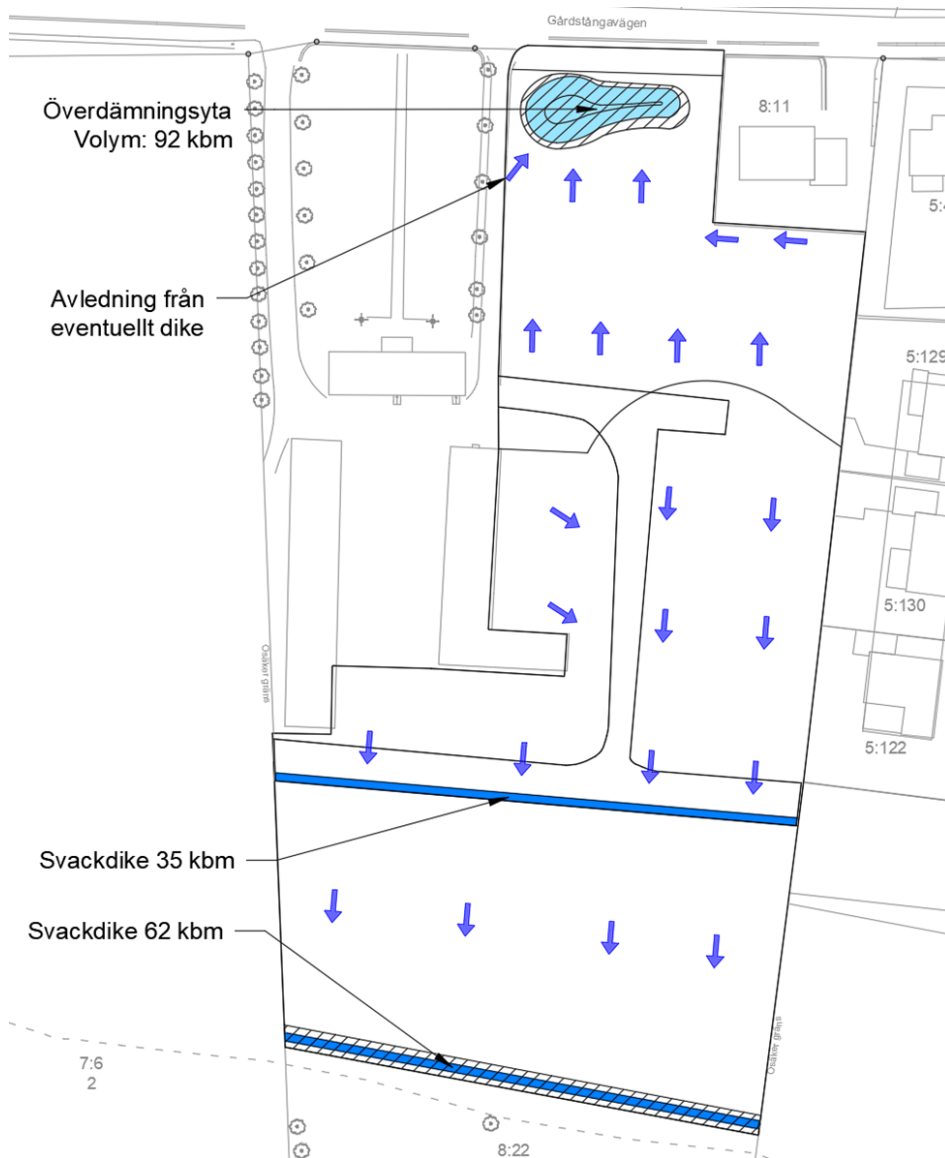 Gårdstångavägen
Överdämningsyta
Volym: 92 kbm
8:11
5:4
Avledning från
eventuellt dike
5:129
5:130
Osäker gräns
5:122
Svackdike 35 kbm
Svackdike 62 kbm
Osäker gräns
7:6
2
8:22